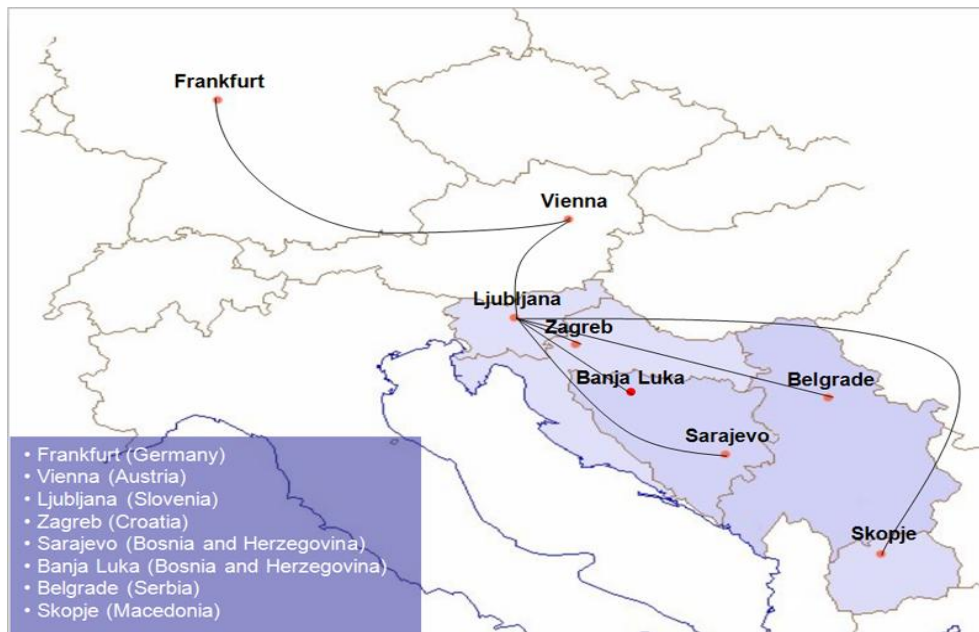 Frankfurt
Vienna
Ljubljana
Zagreb
Banja Luka
Belgrade
Sarajevo
Skopje
• Frankfurt (Germany)
• Vienna (Austria)
• Ljubljana (Slovenia)
• Zagreb (Croatia)
• Sarajevo (Bosnia and Herzegovina)
• Banja Luka (Bosnia and Herzegovina)
• Belgrade (Serbia)
• Skopje (Macedonia)